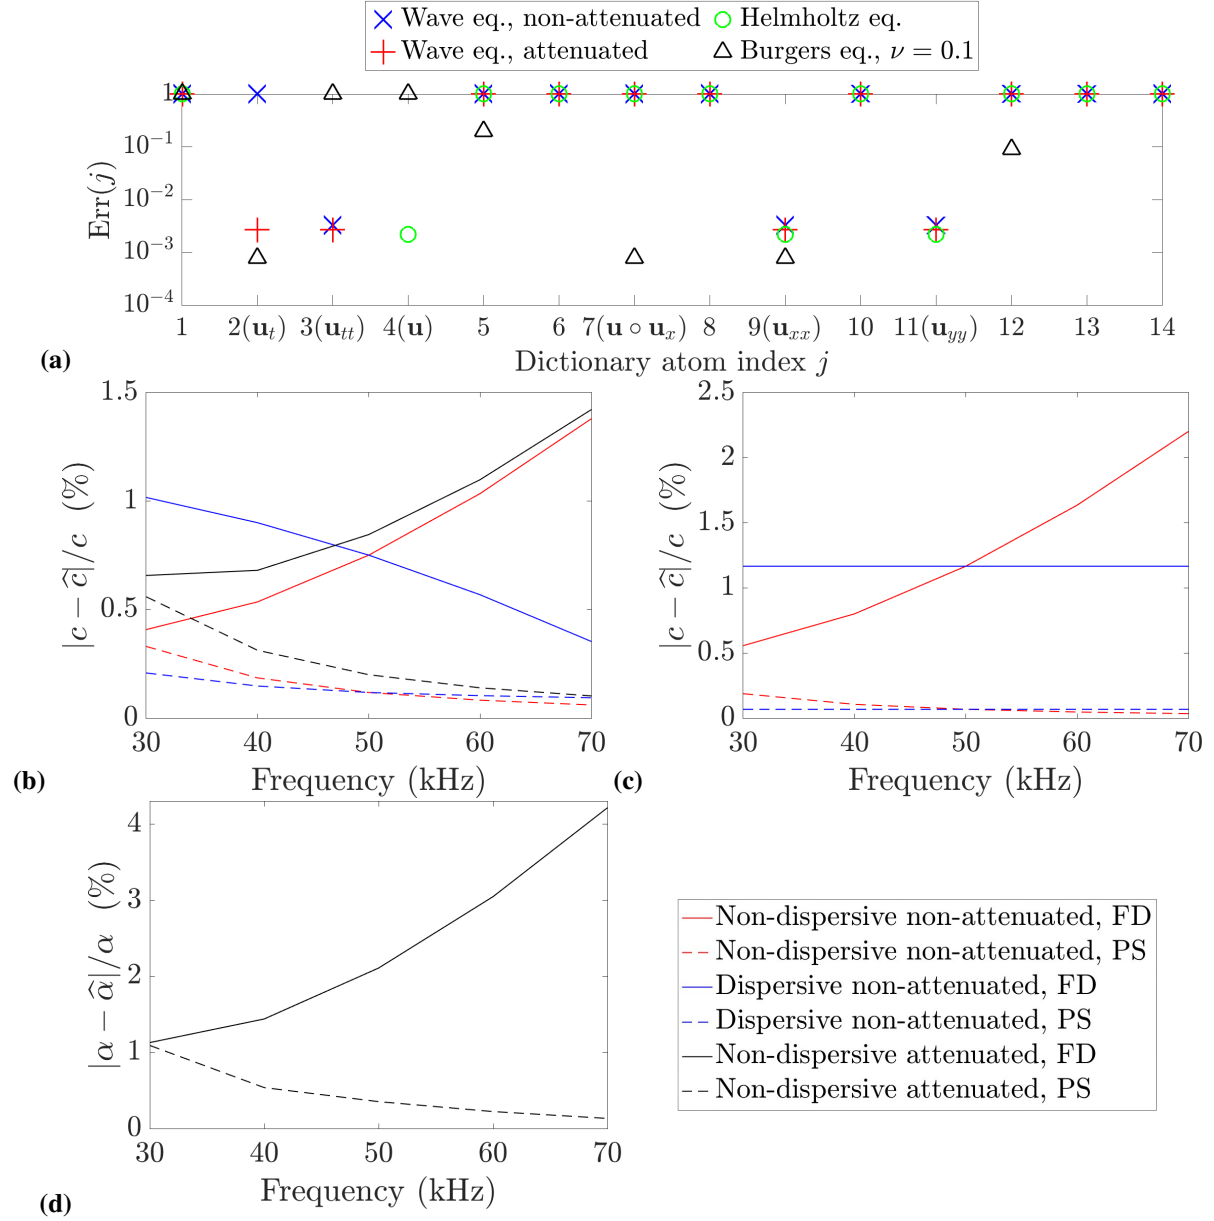 Wave eq., non-attenuated
Helmholtz eq.
Wave eq., attenuated
Burgers eq., ν = 0.1
Err(j)
1
10⁻¹
10⁻²
10⁻³
10⁻⁴
1 2(u_t) 3(u_tt) 4(u) 5 6 7(u ∘ u_x) 8 9(u_xx) 10 11(u_yy) 12 13 14
Dictionary atom index j
(a)
|c − ĉ|/c (%)
1.5
1
0.5
0
30 40 50 60 70
Frequency (kHz)
(b)
|c − ĉ|/c (%)
2.5
2
1.5
1
0.5
0
30 40 50 60 70
Frequency (kHz)
(c)
|α − α̂|/α (%)
4
3
2
1
0
30 40 50 60 70
Frequency (kHz)
(d)
Non-dispersive non-attenuated, FD
Non-dispersive non-attenuated, PS
Dispersive non-attenuated, FD
Dispersive non-attenuated, PS
Non-dispersive attenuated, FD
Non-dispersive attenuated, PS